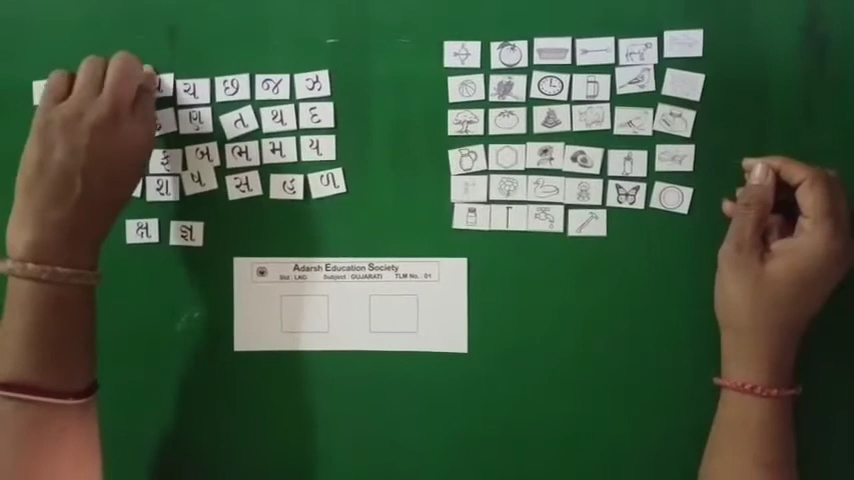 ચ છ જ ઝ
ણ ત થ દ
ફ બ ભ મ ય
શ ષ સ હ ળ
ક્ષ જ્ઞ
Adarsh Education Society
Std : LKG Subject : GUJARATI TLM No. : 01